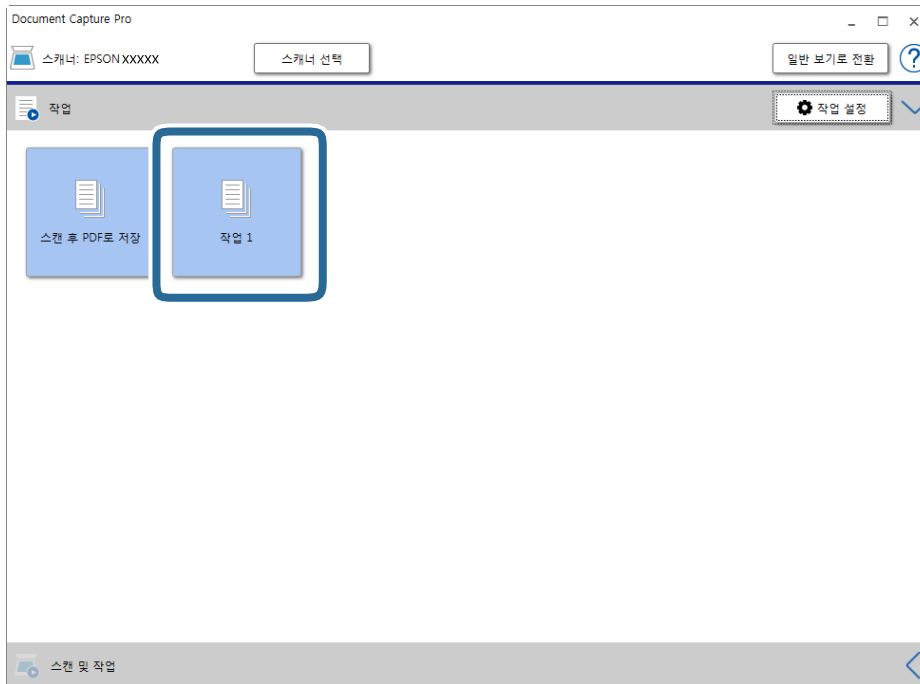 Document Capture Pro
스캐너: EPSON XXXXX
스캐너 선택
일반 보기로 전환
?
작업
작업 설정
스캔 후 PDF로 저장
작업 1
스캔 및 작업